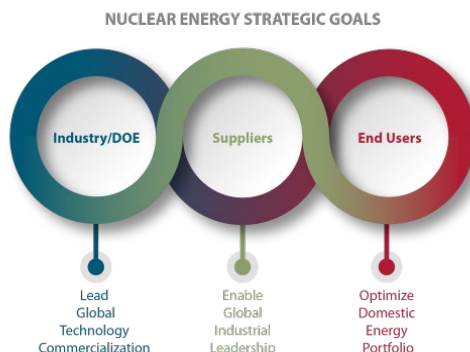 NUCLEAR ENERGY STRATEGIC GOALS
Industry/DOE
Suppliers
End Users
Lead
Global
Technology
Commercialization
Enable
Global
Industrial
Leadership
Optimize
Domestic
Energy
Portfolio